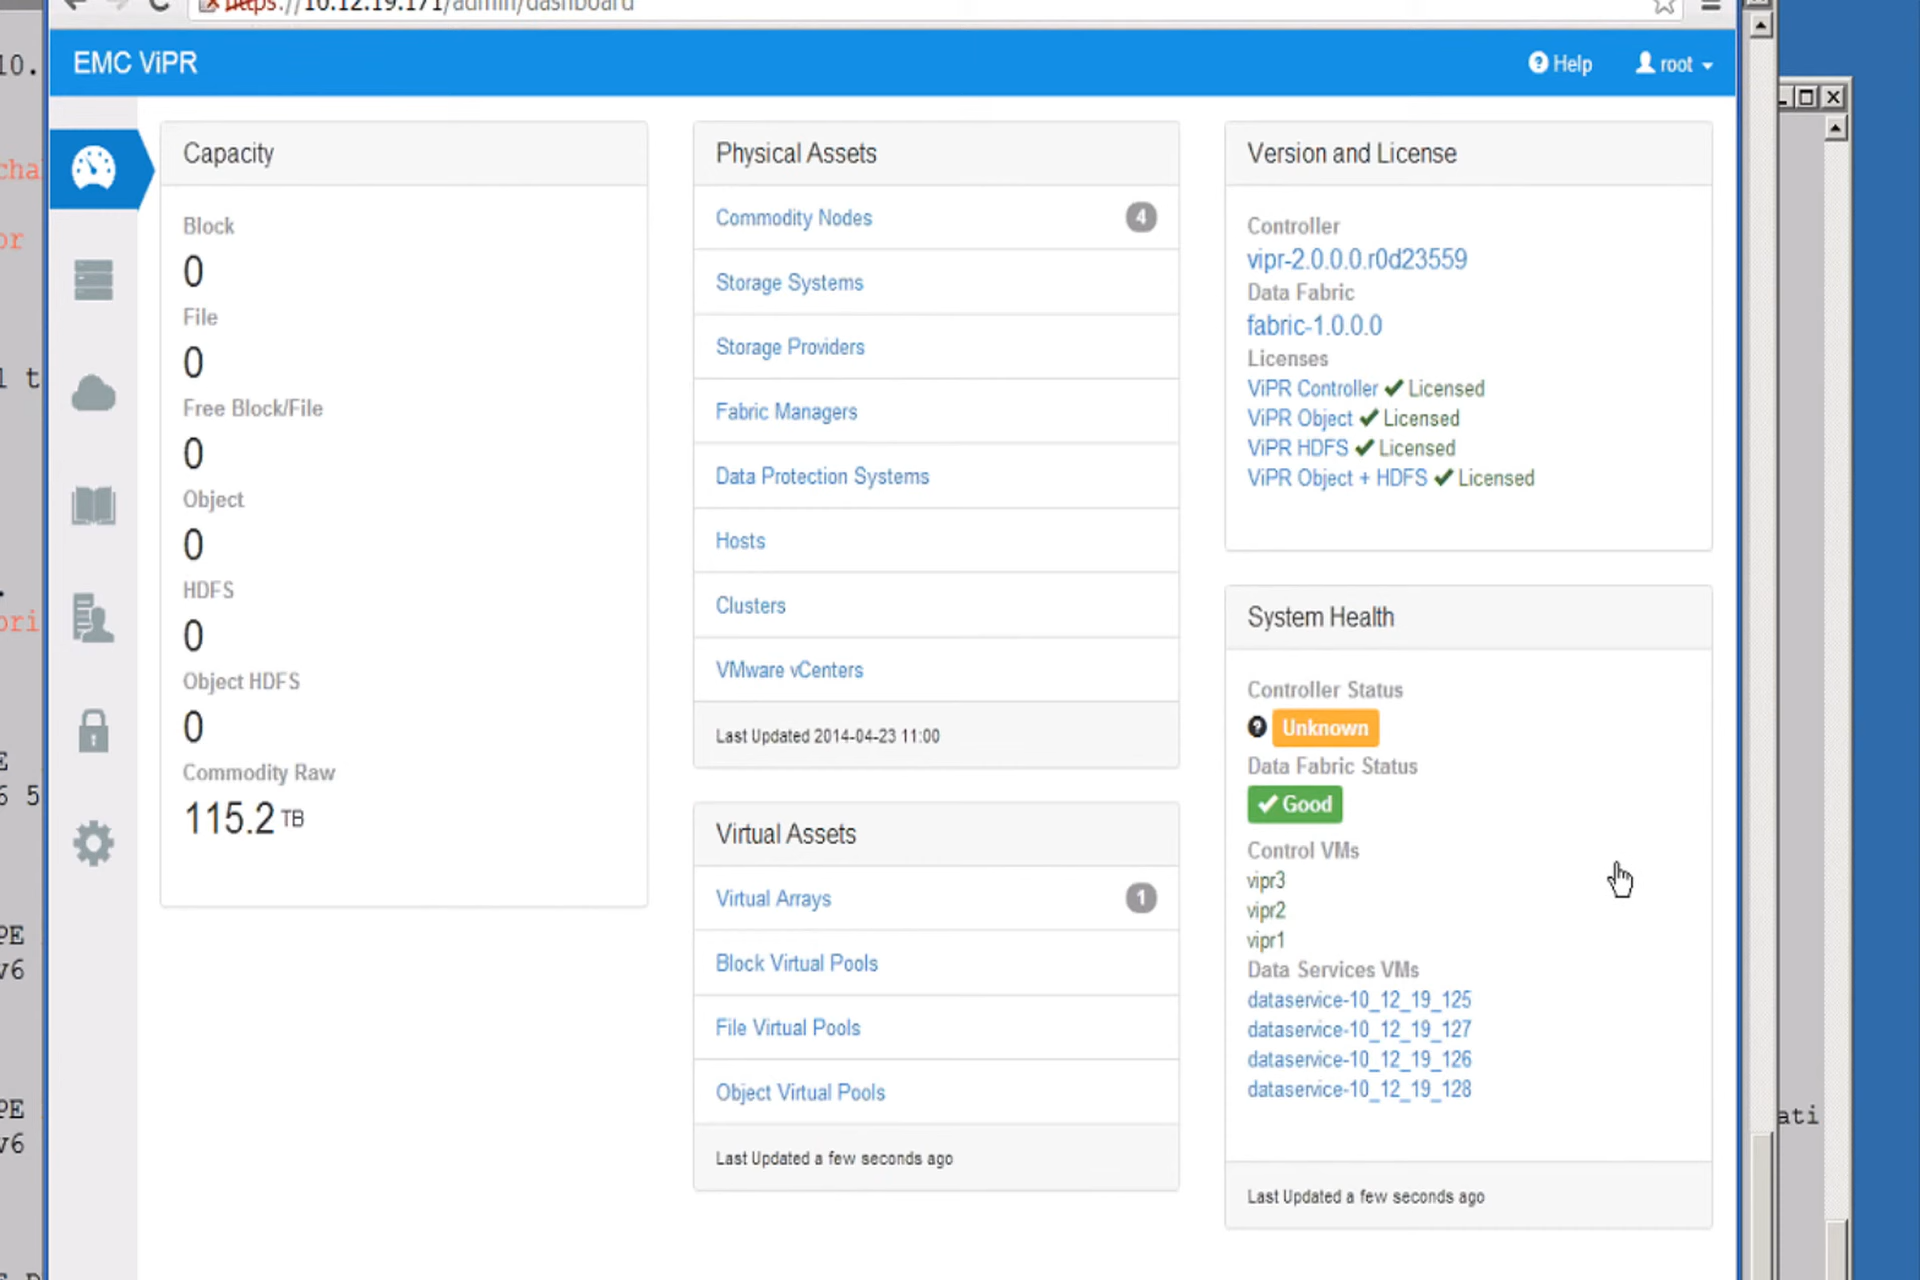 https://10.12.19.171/admin/dashboard
EMC ViPR
Help
root
Capacity
Block
0
File
0
Free Block/File
0
Object
0
HDFS
0
Object HDFS
0
Commodity Raw
115.2 TB
Physical Assets
Commodity Nodes 4
Storage Systems
Storage Providers
Fabric Managers
Data Protection Systems
Hosts
Clusters
VMware vCenters
Last Updated 2014-04-23 11:00
Virtual Assets
Virtual Arrays 1
Block Virtual Pools
File Virtual Pools
Object Virtual Pools
Last Updated a few seconds ago
Version and License
Controller
vipr-2.0.0.0.r0d23559
Data Fabric
fabric-1.0.0.0
Licenses
ViPR Controller Licensed
ViPR Object Licensed
ViPR HDFS Licensed
ViPR Object + HDFS Licensed
System Health
Controller Status
Unknown
Data Fabric Status
Good
Control VMs
vipr3
vipr2
vipr1
Data Services VMs
dataservice-10_12_19_125
dataservice-10_12_19_127
dataservice-10_12_19_126
dataservice-10_12_19_128
Last Updated a few seconds ago